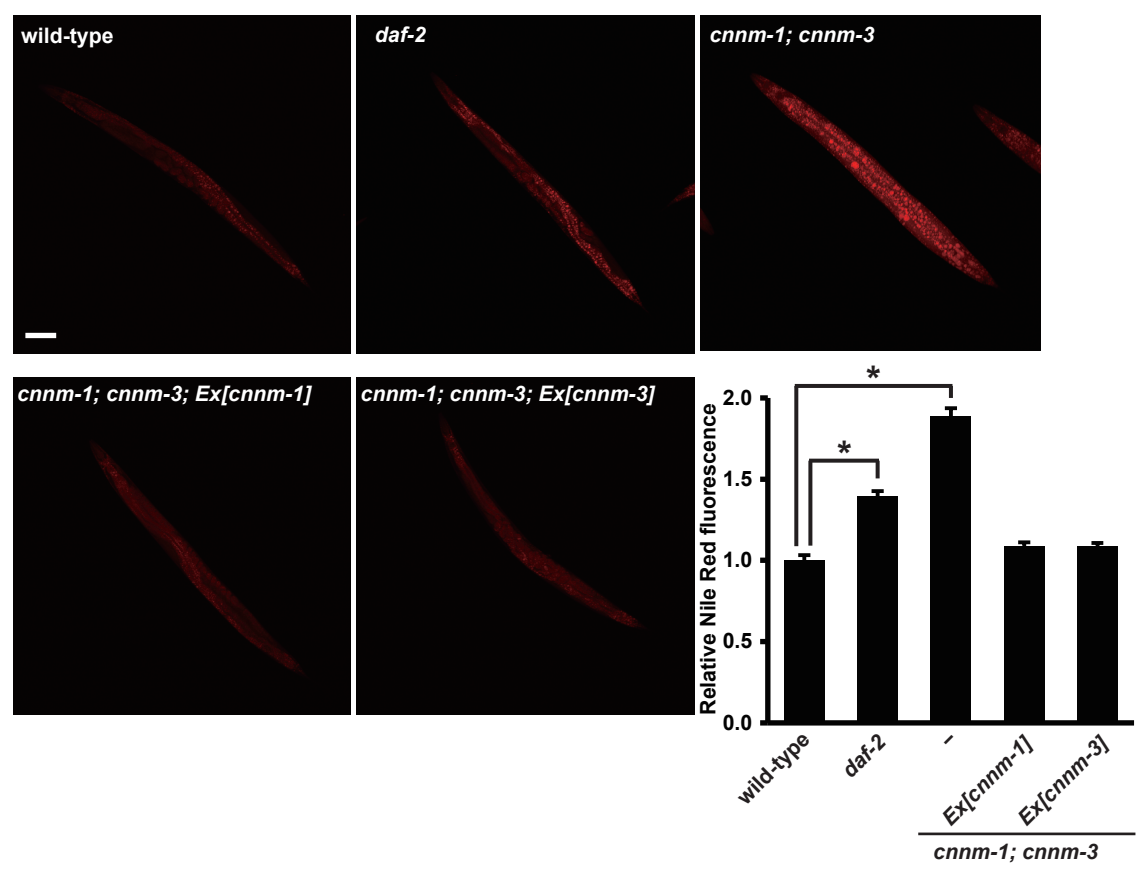 wild-type
daf-2
cnnm-1; cnnm-3
cnnm-1; cnnm-3; Ex[cnnm-1]
cnnm-1; cnnm-3; Ex[cnnm-3]
Relative Nile Red fluorescence
2.0
1.5
1.0
0.5
0.0
*
*
wild-type
daf-2
–
Ex[cnnm-1]
Ex[cnnm-3]
cnnm-1; cnnm-3